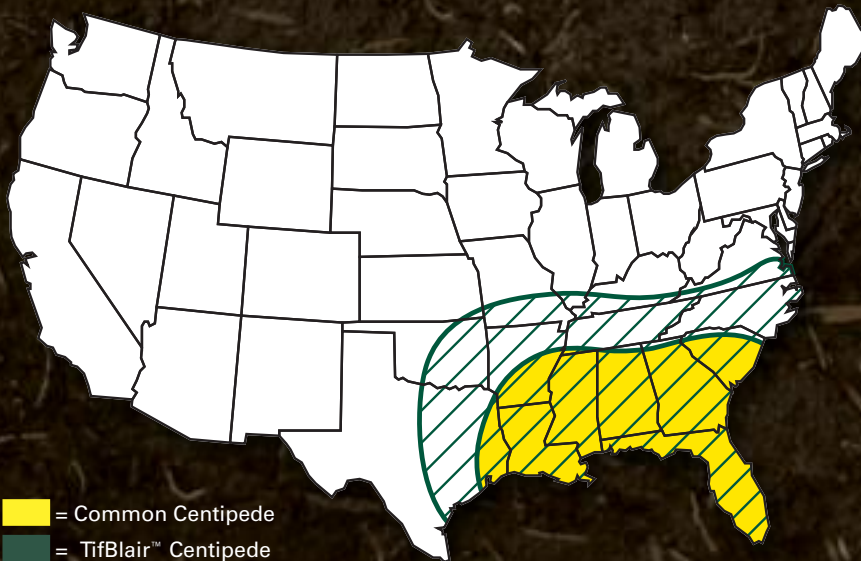 = Common Centipede
= TifBlair™ Centipede